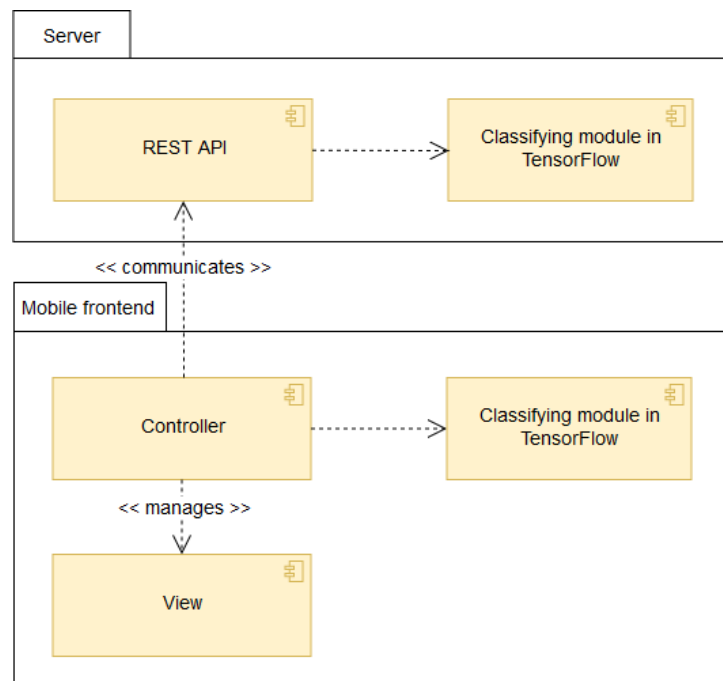 Server
REST API
Classifying module in
TensorFlow
<< communicates >>
Mobile frontend
Controller
Classifying module in
TensorFlow
<< manages >>
View